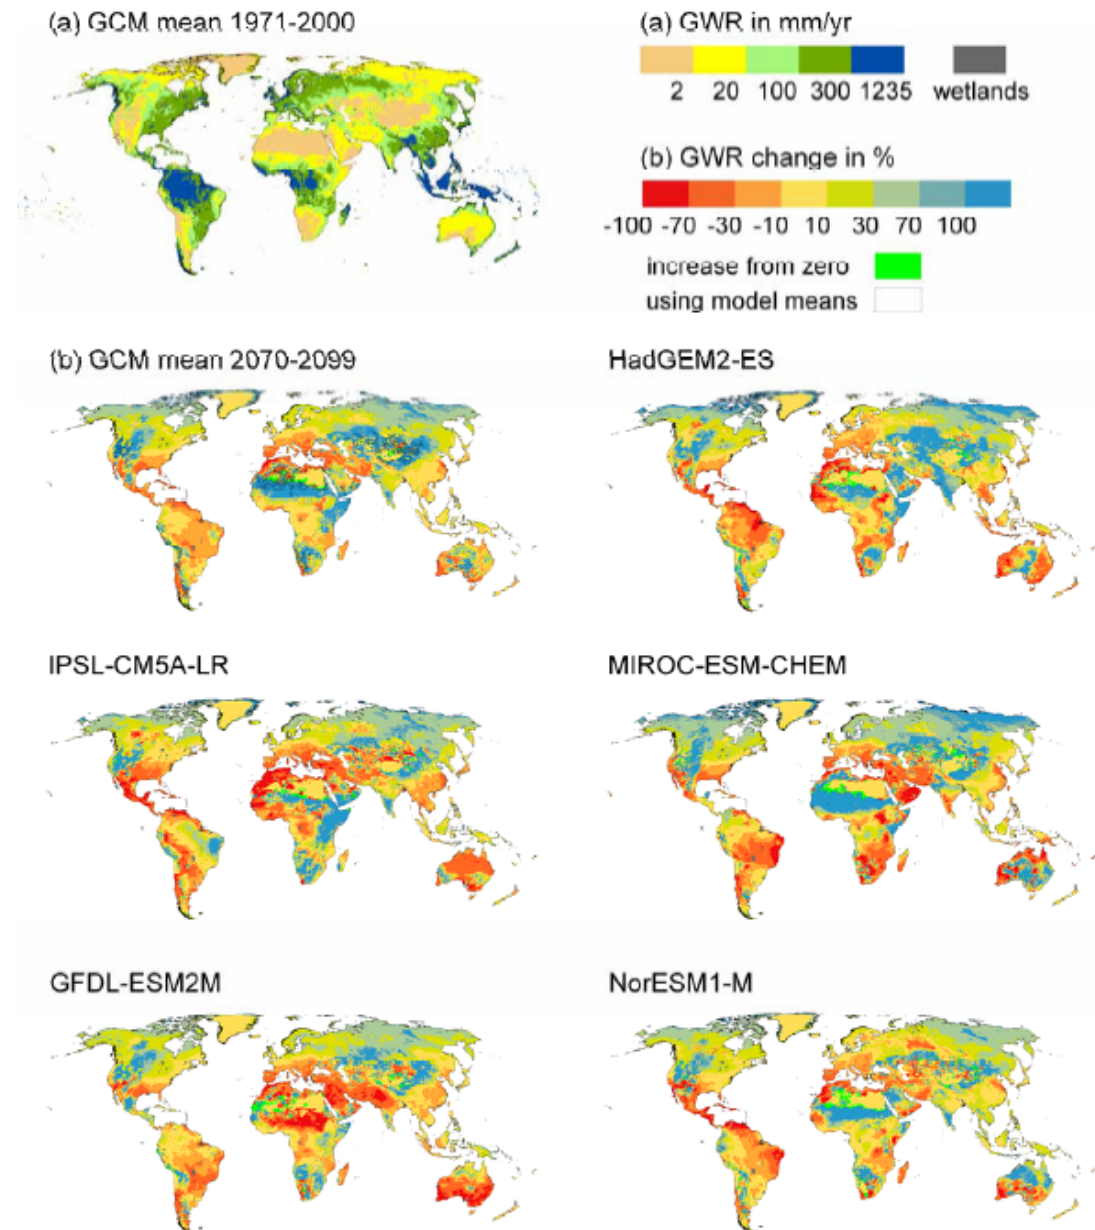 (a) GCM mean 1971-2000
(a) GWR in mm/yr
2 20 100 300 1235 wetlands
(b) GWR change in %
-100 -70 -30 -10 10 30 70 100
increase from zero
using model means
(b) GCM mean 2070-2099
HadGEM2-ES
IPSL-CM5A-LR
MIROC-ESM-CHEM
GFDL-ESM2M
NorESM1-M